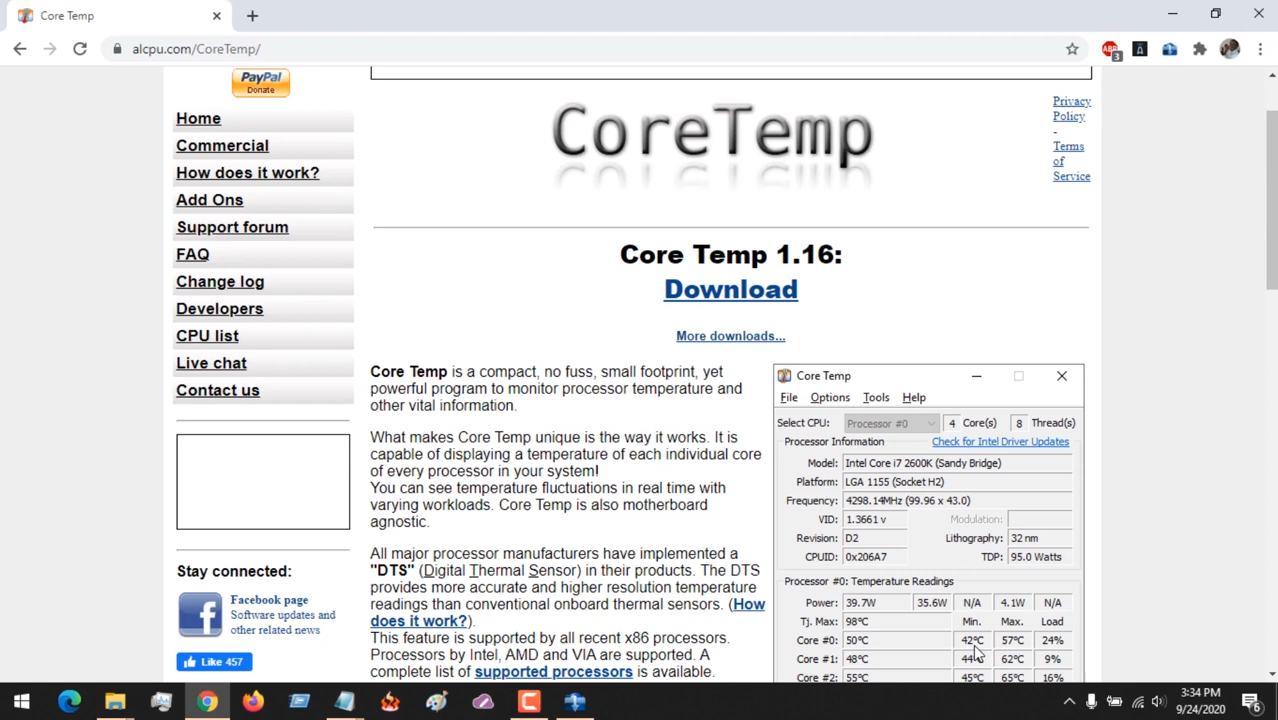 Core Temp
alcpu.com/CoreTemp/
ABP
3
PayPal
Donate
Home
Commercial
How does it work?
Add Ons
Support forum
FAQ
Change log
Developers
CPU list
Live chat
Contact us
Stay connected:
Facebook page
Software updates and
other related news
Like 457
CoreTemp
Privacy
Policy
-
Terms
of
Service
Core Temp 1.16:
Download
More downloads...
Core Temp is a compact, no fuss, small footprint, yet
powerful program to monitor processor temperature and
other vital information.
What makes Core Temp unique is the way it works. It is
capable of displaying a temperature of each individual core
of every processor in your system!
You can see temperature fluctuations in real time with
varying workloads. Core Temp is also motherboard
agnostic.
All major processor manufacturers have implemented a
"DTS" (Digital Thermal Sensor) in their products. The DTS
provides more accurate and higher resolution temperature
readings than conventional onboard thermal sensors. (How
does it work?).
This feature is supported by all recent x86 processors.
Processors by Intel, AMD and VIA are supported. A
complete list of supported processors is available.
Core Temp
File Options Tools Help
Select CPU: Processor #0 4 Core(s) 8 Thread(s)
Processor Information Check for Intel Driver Updates
Model: Intel Core i7 2600K (Sandy Bridge)
Platform: LGA 1155 (Socket H2)
Frequency: 4298.14MHz (99.96 x 43.0)
VID: 1.3661 v Modulation:
Revision: D2 Lithography: 32 nm
CPUID: 0x206A7 TDP: 95.0 Watts
Processor #0: Temperature Readings
Power: 39.7W 35.6W N/A 4.1W N/A
Tj. Max: 98°C Min. Max. Load
Core #0: 50°C 42°C 57°C 24%
Core #1: 48°C 44°C 62°C 9%
Core #2: 55°C 45°C 65°C 16%
3:34 PM
9/24/2020
6